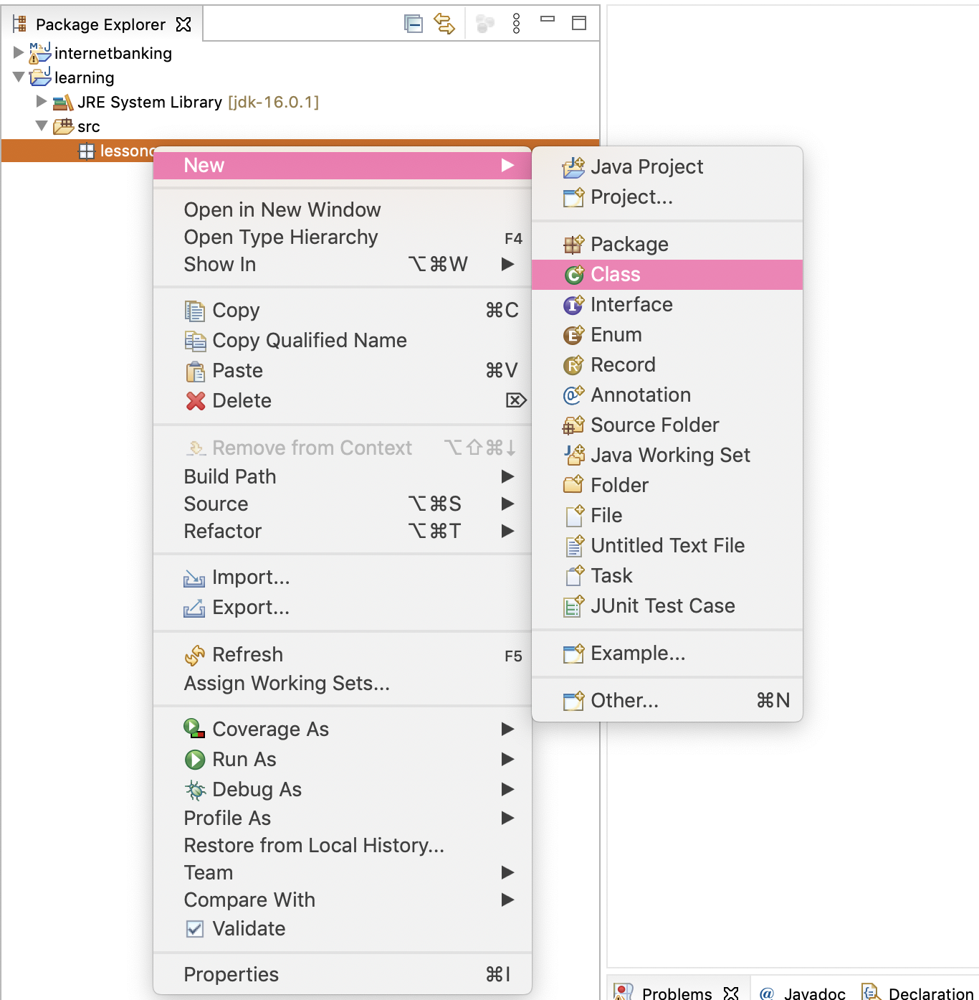 Package Explorer
internetbanking
learning
JRE System Library [jdk-16.0.1]
src
New
Open in New Window
Open Type Hierarchy F4
Show In ⌥⌘W
Copy ⌘C
Copy Qualified Name
Paste ⌘V
Delete ⌦
Remove from Context ⌥⇧⌘↓
Build Path
Source ⌥⌘S
Refactor ⌥⌘T
Import...
Export...
Refresh F5
Assign Working Sets...
Coverage As
Run As
Debug As
Profile As
Restore from Local History...
Team
Compare With
Validate
Properties ⌘I
Java Project
Project...
Package
Class
Interface
Enum
Record
Annotation
Source Folder
Java Working Set
Folder
File
Untitled Text File
Task
JUnit Test Case
Example...
Other... ⌘N
Problems @ Javadoc Declaration